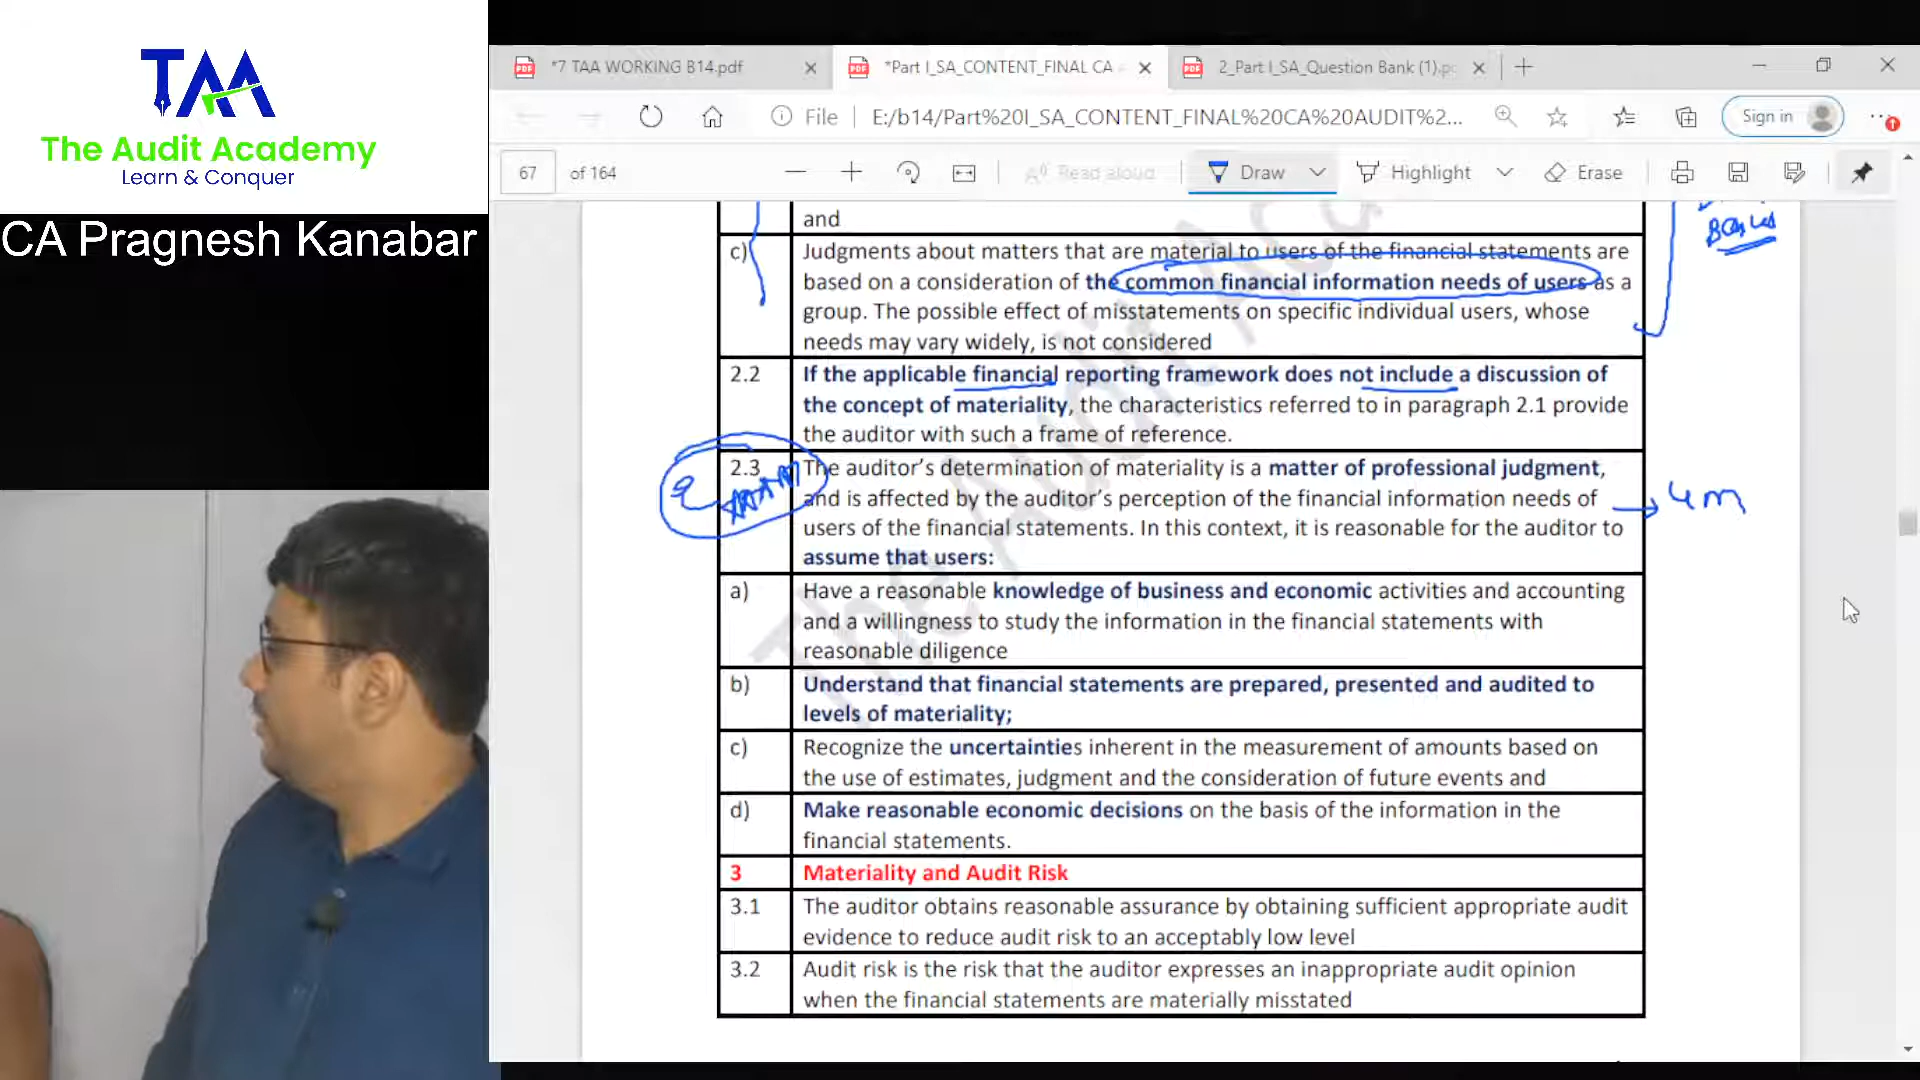 TAA
The Audit Academy
Learn & Conquer
CA Pragnesh Kanabar
*7 TAA WORKING B14.pdf
*Part I_SA_CONTENT_FINAL CA
2_Part I_SA_Question Bank (1).p
File
E:/b14/Part%20I_SA_CONTENT_FINAL%20CA%20AUDIT%2...
Sign in
67 of 164
Read aloud
Draw
Highlight
Erase
and
c) Judgments about matters that are material to users of the financial statements are
based on a consideration of the common financial information needs of users as a
group. The possible effect of misstatements on specific individual users, whose
needs may vary widely, is not considered
2.2 If the applicable financial reporting framework does not include a discussion of
the concept of materiality, the characteristics referred to in paragraph 2.1 provide
the auditor with such a frame of reference.
2.3 The auditor's determination of materiality is a matter of professional judgment,
and is affected by the auditor's perception of the financial information needs of
users of the financial statements. In this context, it is reasonable for the auditor to
assume that users:
4m
a) Have a reasonable knowledge of business and economic activities and accounting
and a willingness to study the information in the financial statements with
reasonable diligence
b) Understand that financial statements are prepared, presented and audited to
levels of materiality;
c) Recognize the uncertainties inherent in the measurement of amounts based on
the use of estimates, judgment and the consideration of future events and
d) Make reasonable economic decisions on the basis of the information in the
financial statements.
3 Materiality and Audit Risk
3.1 The auditor obtains reasonable assurance by obtaining sufficient appropriate audit
evidence to reduce audit risk to an acceptably low level
3.2 Audit risk is the risk that the auditor expresses an inappropriate audit opinion
when the financial statements are materially misstated
The Audit Aca